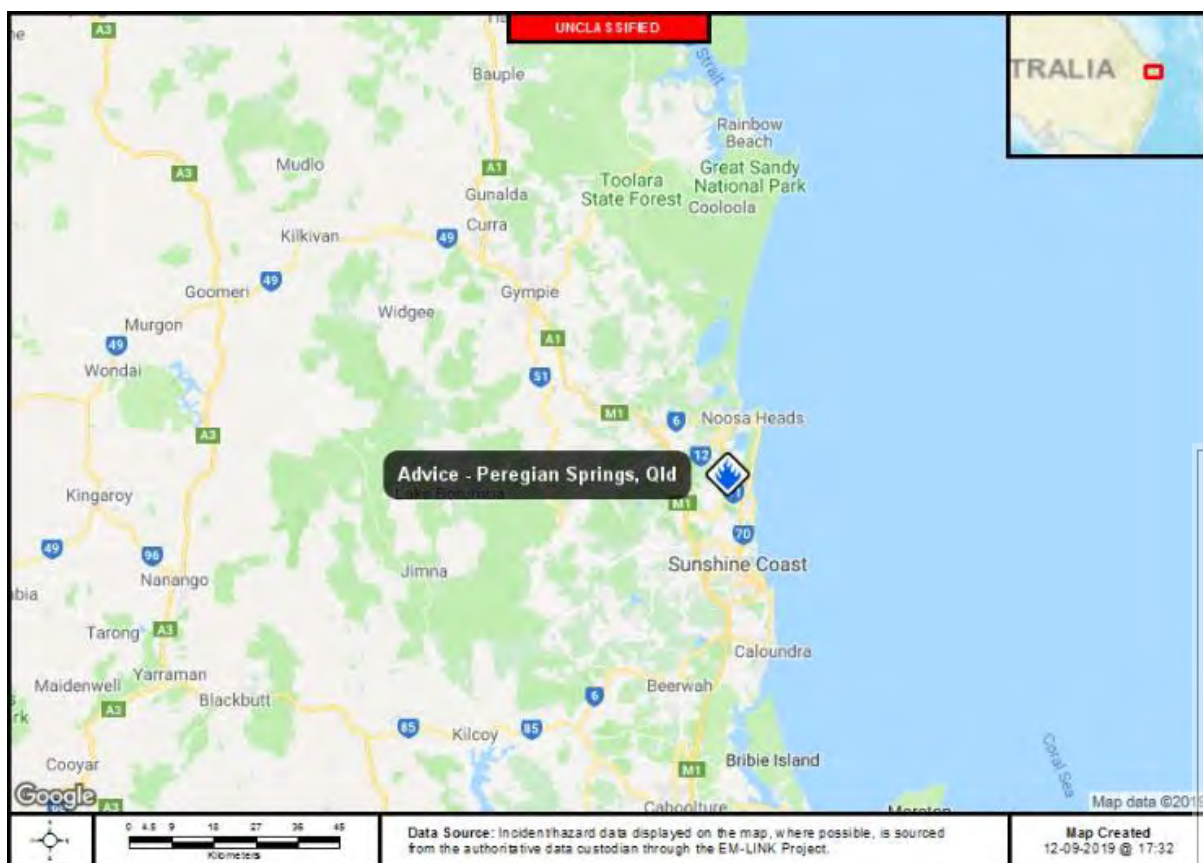 UNCLASSIFIED
A3
Bauple
Strait
TRALIA
Rainbow
Beach
Mudlo
A1
A3
Great Sandy
National Park
Toolara
State Forest
Cooloola
Gunalda
Curra
Kilkivan
49
49
Goomeri
Gympie
Widgee
Murgon
49
A1
Wondai
51
M1
6
Noosa Heads
A3
12
Advice - Peregian Springs, Qld
Kingaroy
M1
49
96
70
Sunshine Coast
Jimna
Nanango
bia
Tarong
A3
Caloundra
Yarraman
Maidenwell
Beerwah
Blackbutt
6
rk
A3
85
Kilcoy
85
Bribie Island
Cooyar
M1
Coral Sea
Google
A3
Caboolture
Moreton
Map data ©2019
0 4.5 9 18 27 36 45
Kilometers
Data Source: Incident/hazard data displayed on the map, where possible, is sourced
from the authoritative data custodian through the EM-LINK Project.
Map Created
12-09-2019 @ 17:32